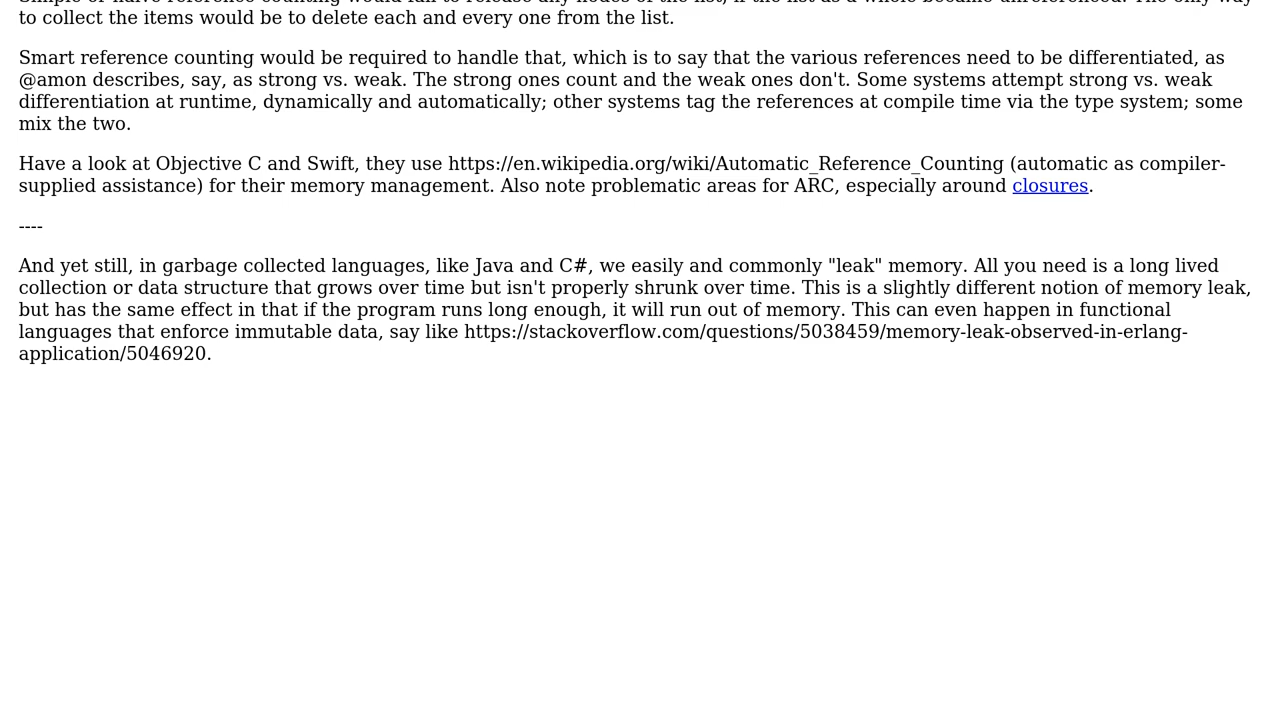 to collect the items would be to delete each and every one from the list.
Smart reference counting would be required to handle that, which is to say that the various references need to be differentiated, as
@amon describes, say, as strong vs. weak. The strong ones count and the weak ones don't. Some systems attempt strong vs. weak
differentiation at runtime, dynamically and automatically; other systems tag the references at compile time via the type system; some
mix the two.
Have a look at Objective C and Swift, they use https://en.wikipedia.org/wiki/Automatic_Reference_Counting (automatic as compiler-
supplied assistance) for their memory management. Also note problematic areas for ARC, especially around closures.
----
And yet still, in garbage collected languages, like Java and C#, we easily and commonly "leak" memory. All you need is a long lived
collection or data structure that grows over time but isn't properly shrunk over time. This is a slightly different notion of memory leak,
but has the same effect in that if the program runs long enough, it will run out of memory. This can even happen in functional
languages that enforce immutable data, say like https://stackoverflow.com/questions/5038459/memory-leak-observed-in-erlang-
application/5046920.